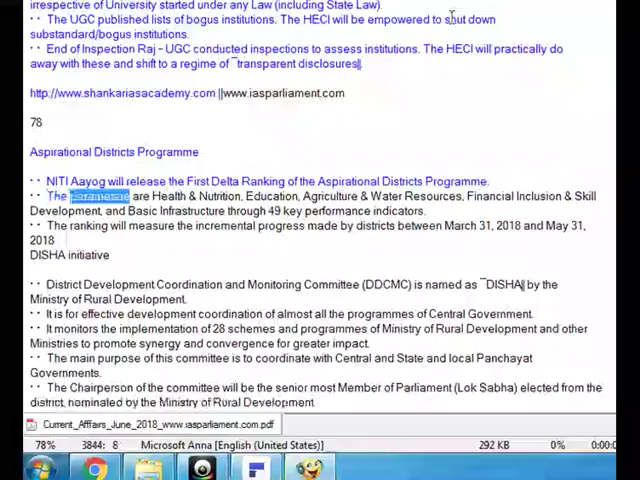 irrespective of University started under any Law (including State Law).
·· The UGC published lists of bogus institutions. The HECI will be empowered to shut down
substandard/bogus institutions.
·· End of Inspection Raj – UGC conducted inspections to assess institutions. The HECI will practically do
away with these and shift to a regime of ―transparent disclosures‖.
http://www.shankariasacademy.com ||www.iasparliament.com
78
Aspirational Districts Programme
·· NITI Aayog will release the First Delta Ranking of the Aspirational Districts Programme.
·· The parameters are Health & Nutrition, Education, Agriculture & Water Resources, Financial Inclusion & Skill
Development, and Basic Infrastructure through 49 key performance indicators.
·· The ranking will measure the incremental progress made by districts between March 31, 2018 and May 31,
2018
DISHA initiative
·· District Development Coordination and Monitoring Committee (DDCMC) is named as ―DISHA‖ by the
Ministry of Rural Development.
·· It is for effective development coordination of almost all the programmes of Central Government.
·· It monitors the implementation of 28 schemes and programmes of Ministry of Rural Development and other
Ministries to promote synergy and convergence for greater impact.
·· The main purpose of this committee is to coordinate with Central and State and local Panchayat
Governments.
·· The Chairperson of the committee will be the senior most Member of Parliament (Lok Sabha) elected from the
district, nominated by the Ministry of Rural Development.
Current_Afffairs_June_2018_www.iasparliament.com.pdf
78% 3844: 8 Microsoft Anna [English (United States)] 292 KB 0% 0:00:0